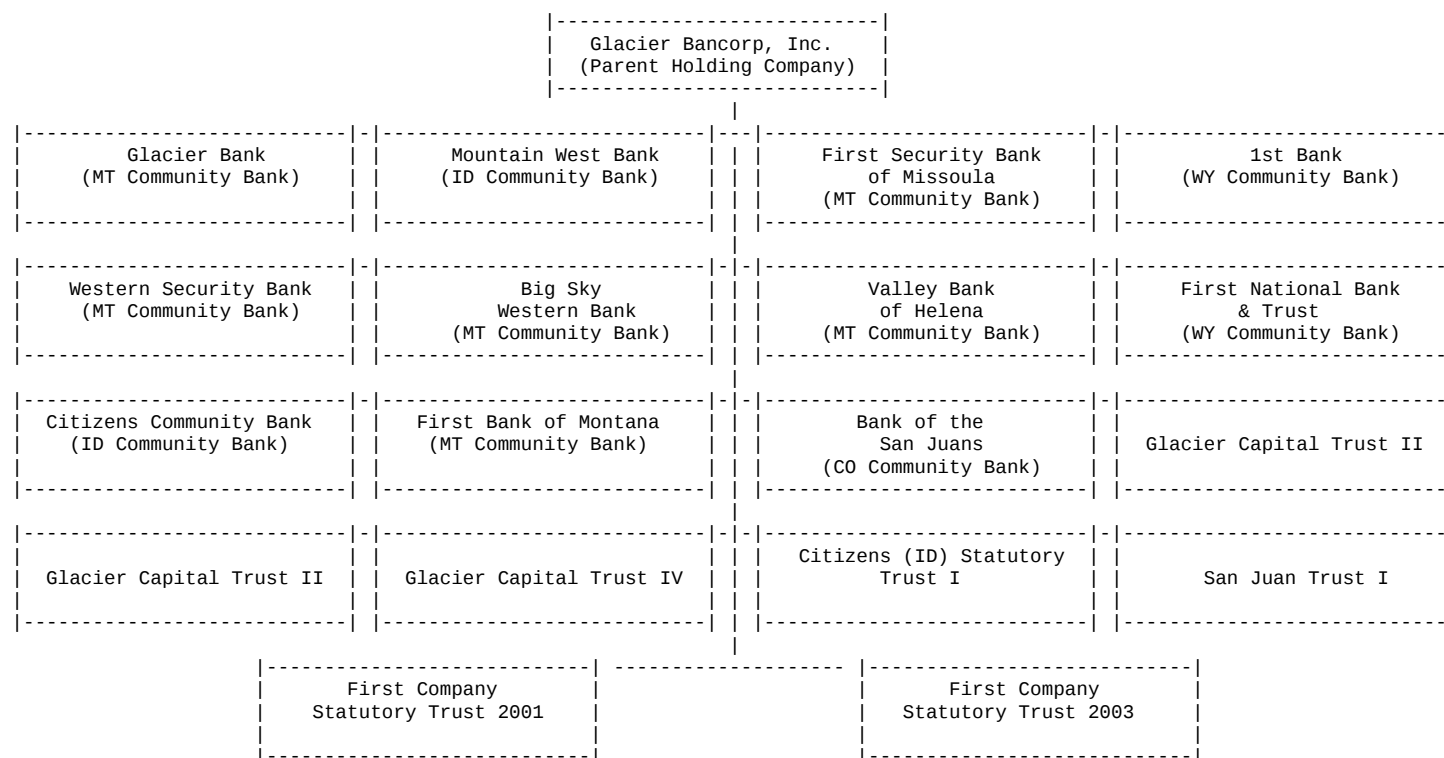 Glacier Bancorp, Inc.
(Parent Holding Company)
Glacier Bank
(MT Community Bank)
Mountain West Bank
(ID Community Bank)
First Security Bank
of Missoula
(MT Community Bank)
1st Bank
(WY Community Bank)
Western Security Bank
(MT Community Bank)
Big Sky
Western Bank
(MT Community Bank)
Valley Bank
of Helena
(MT Community Bank)
First National Bank
& Trust
(WY Community Bank)
Citizens Community Bank
(ID Community Bank)
First Bank of Montana
(MT Community Bank)
Bank of the
San Juans
(CO Community Bank)
Glacier Capital Trust II
Glacier Capital Trust II
Glacier Capital Trust IV
Citizens (ID) Statutory
Trust I
San Juan Trust I
First Company
Statutory Trust 2001
First Company
Statutory Trust 2003